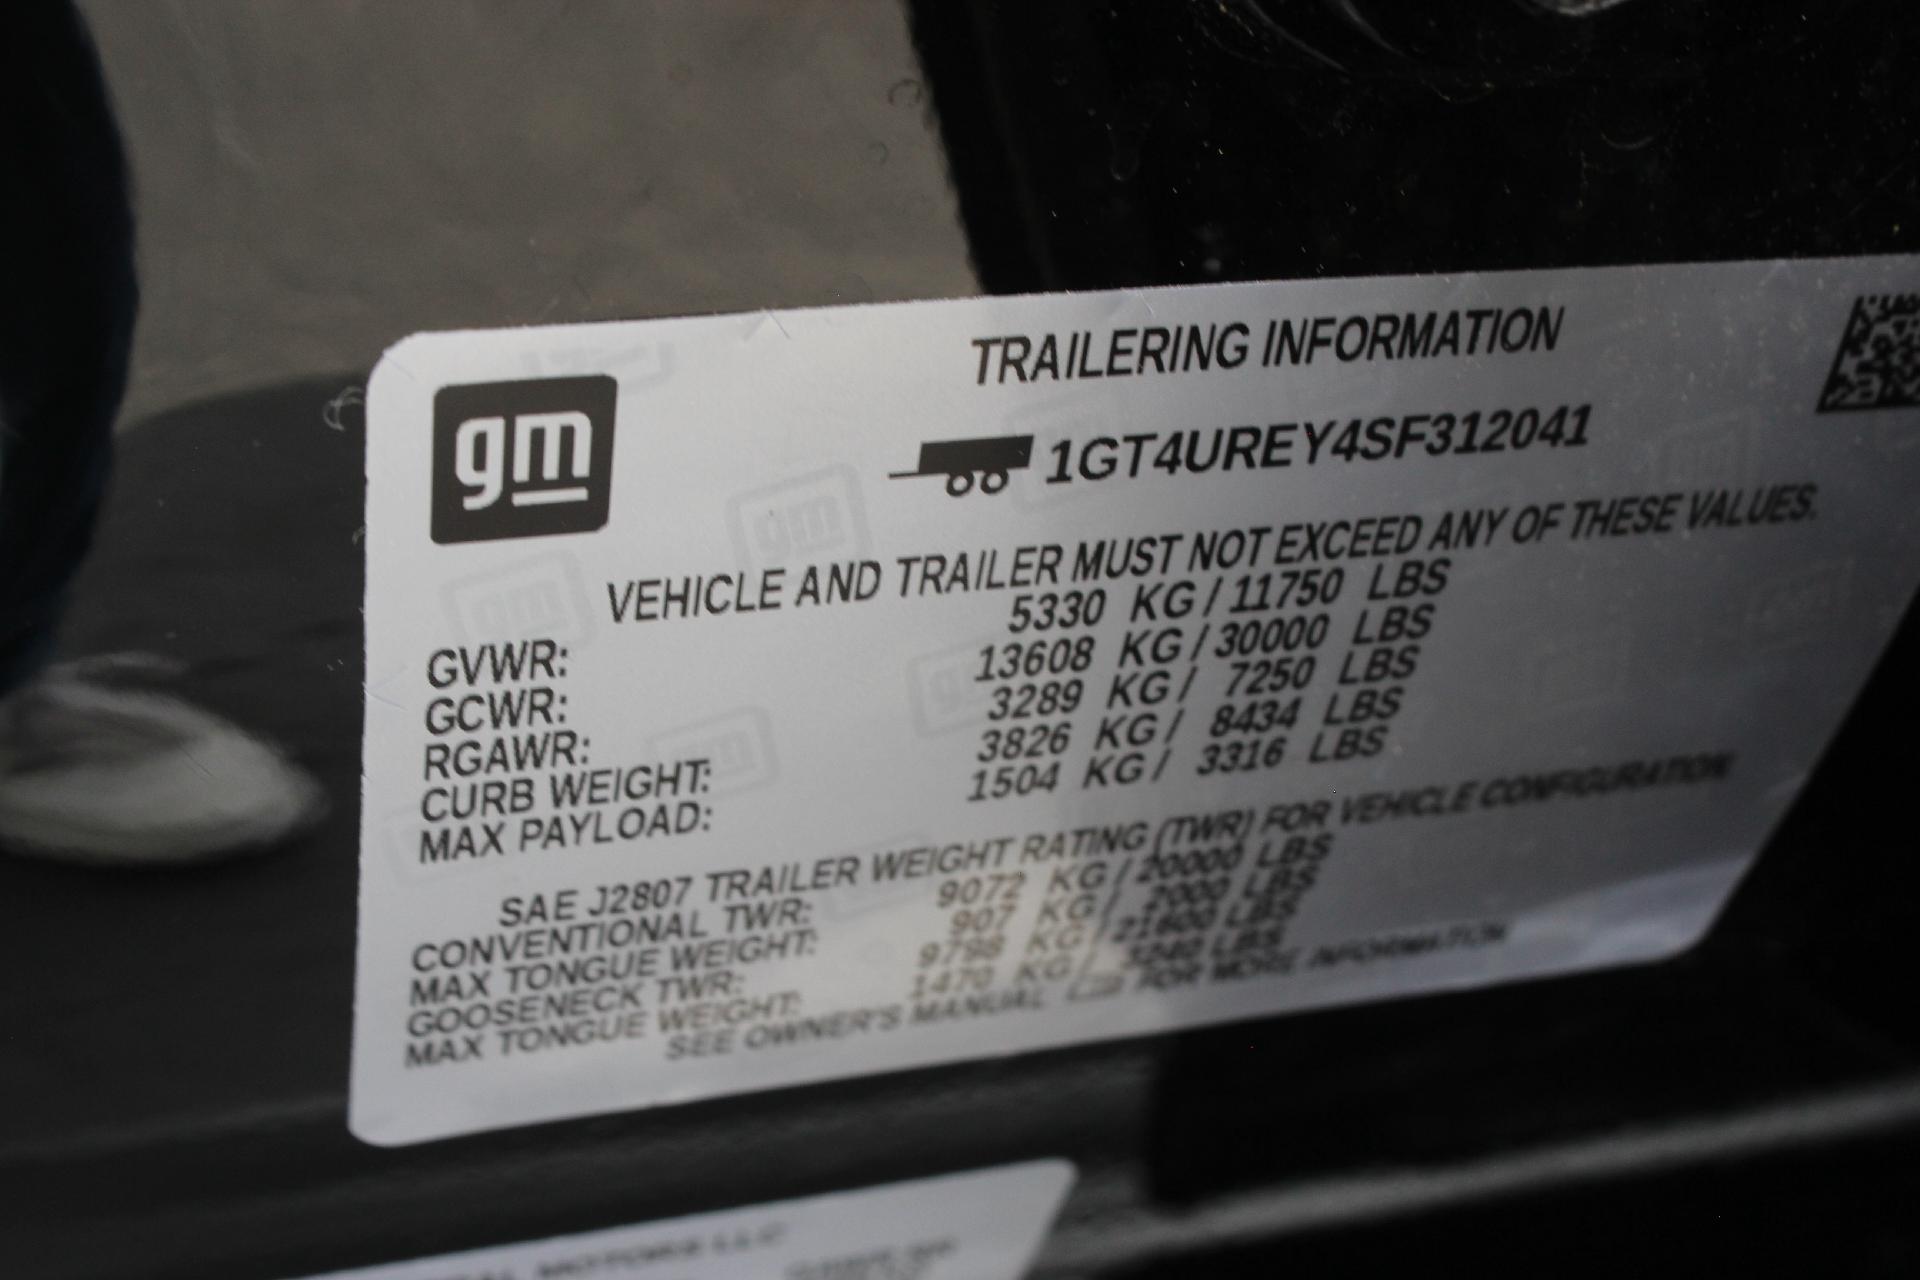 gm
TRAILERING INFORMATION
1GT4UREY4SF312041
VEHICLE AND TRAILER MUST NOT EXCEED ANY OF THESE VALUES.
GVWR: 5330 KG / 11750 LBS
GCWR: 13608 KG / 30000 LBS
RGAWR: 3289 KG / 7250 LBS
CURB WEIGHT: 3826 KG / 8434 LBS
MAX PAYLOAD: 1504 KG / 3316 LBS
SAE J2807 TRAILER WEIGHT RATING (TWR) FOR VEHICLE CONFIGURATION
CONVENTIONAL TWR: 9072 KG / 20000 LBS
MAX TONGUE WEIGHT: 907 KG / 2000 LBS
GOOSENECK TWR: 9798 KG / 21600 LBS
MAX TONGUE WEIGHT: 1470 KG / 3240 LBS
SEE OWNER'S MANUAL FOR MORE INFORMATION
MOTORS LLC